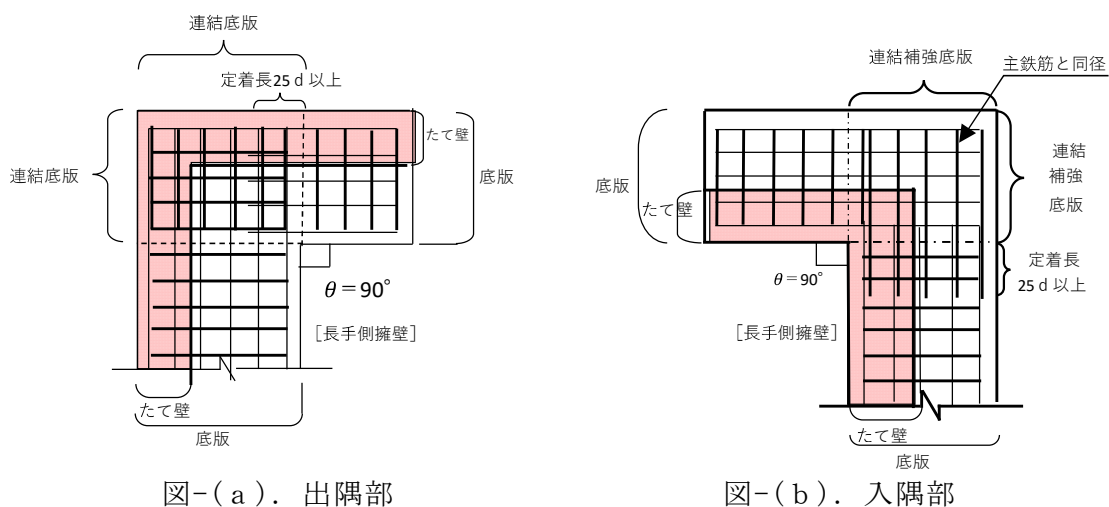 連結底版
定着長25ｄ以上
たて壁
連結底版
底版
θ＝90°
［長手側擁壁］
たて壁
底版
図-(ａ)．出隅部
連結補強底版
主鉄筋と同径
連結
補強
底版
底版
たて壁
定着長
25ｄ以上
θ＝90°
［長手側擁壁］
たて壁
底版
図-(ｂ)．入隅部